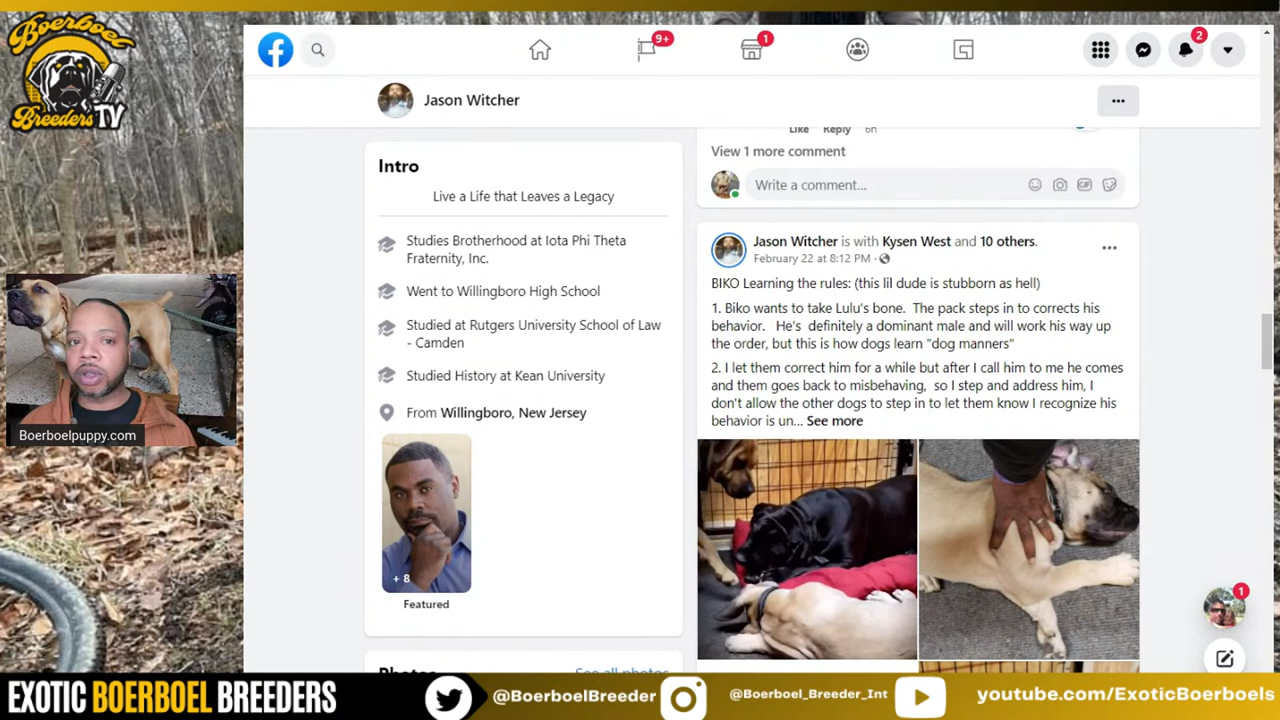 Boerboel
Breeders TV
9+
1
2
Jason Witcher
Intro
Live a Life that Leaves a Legacy
Studies Brotherhood at Iota Phi Theta
Fraternity, Inc.
Went to Willingboro High School
Studied at Rutgers University School of Law
- Camden
Studied History at Kean University
From Willingboro, New Jersey
+ 8
Featured
Photos
See all photos
Like Reply 6h
View 1 more comment
Write a comment...
GIF
Jason Witcher is with Kysen West and 10 others.
February 22 at 8:12 PM ·
BIKO Learning the rules: (this lil dude is stubborn as hell)
1. Biko wants to take Lulu's bone. The pack steps in to corrects his
behavior. He's definitely a dominant male and will work his way up
the order, but this is how dogs learn "dog manners"
2. I let them correct him for a while but after I call him to me he comes
and them goes back to misbehaving, so I step and address him, I
don't allow the other dogs to step in to let them know I recognize his
behavior is un... See more
1
Boerboelpuppy.com
EXOTIC BOERBOEL BREEDERS
@BoerboelBreeder
@Boerboel_Breeder_Int
youtube.com/ExoticBoerboels